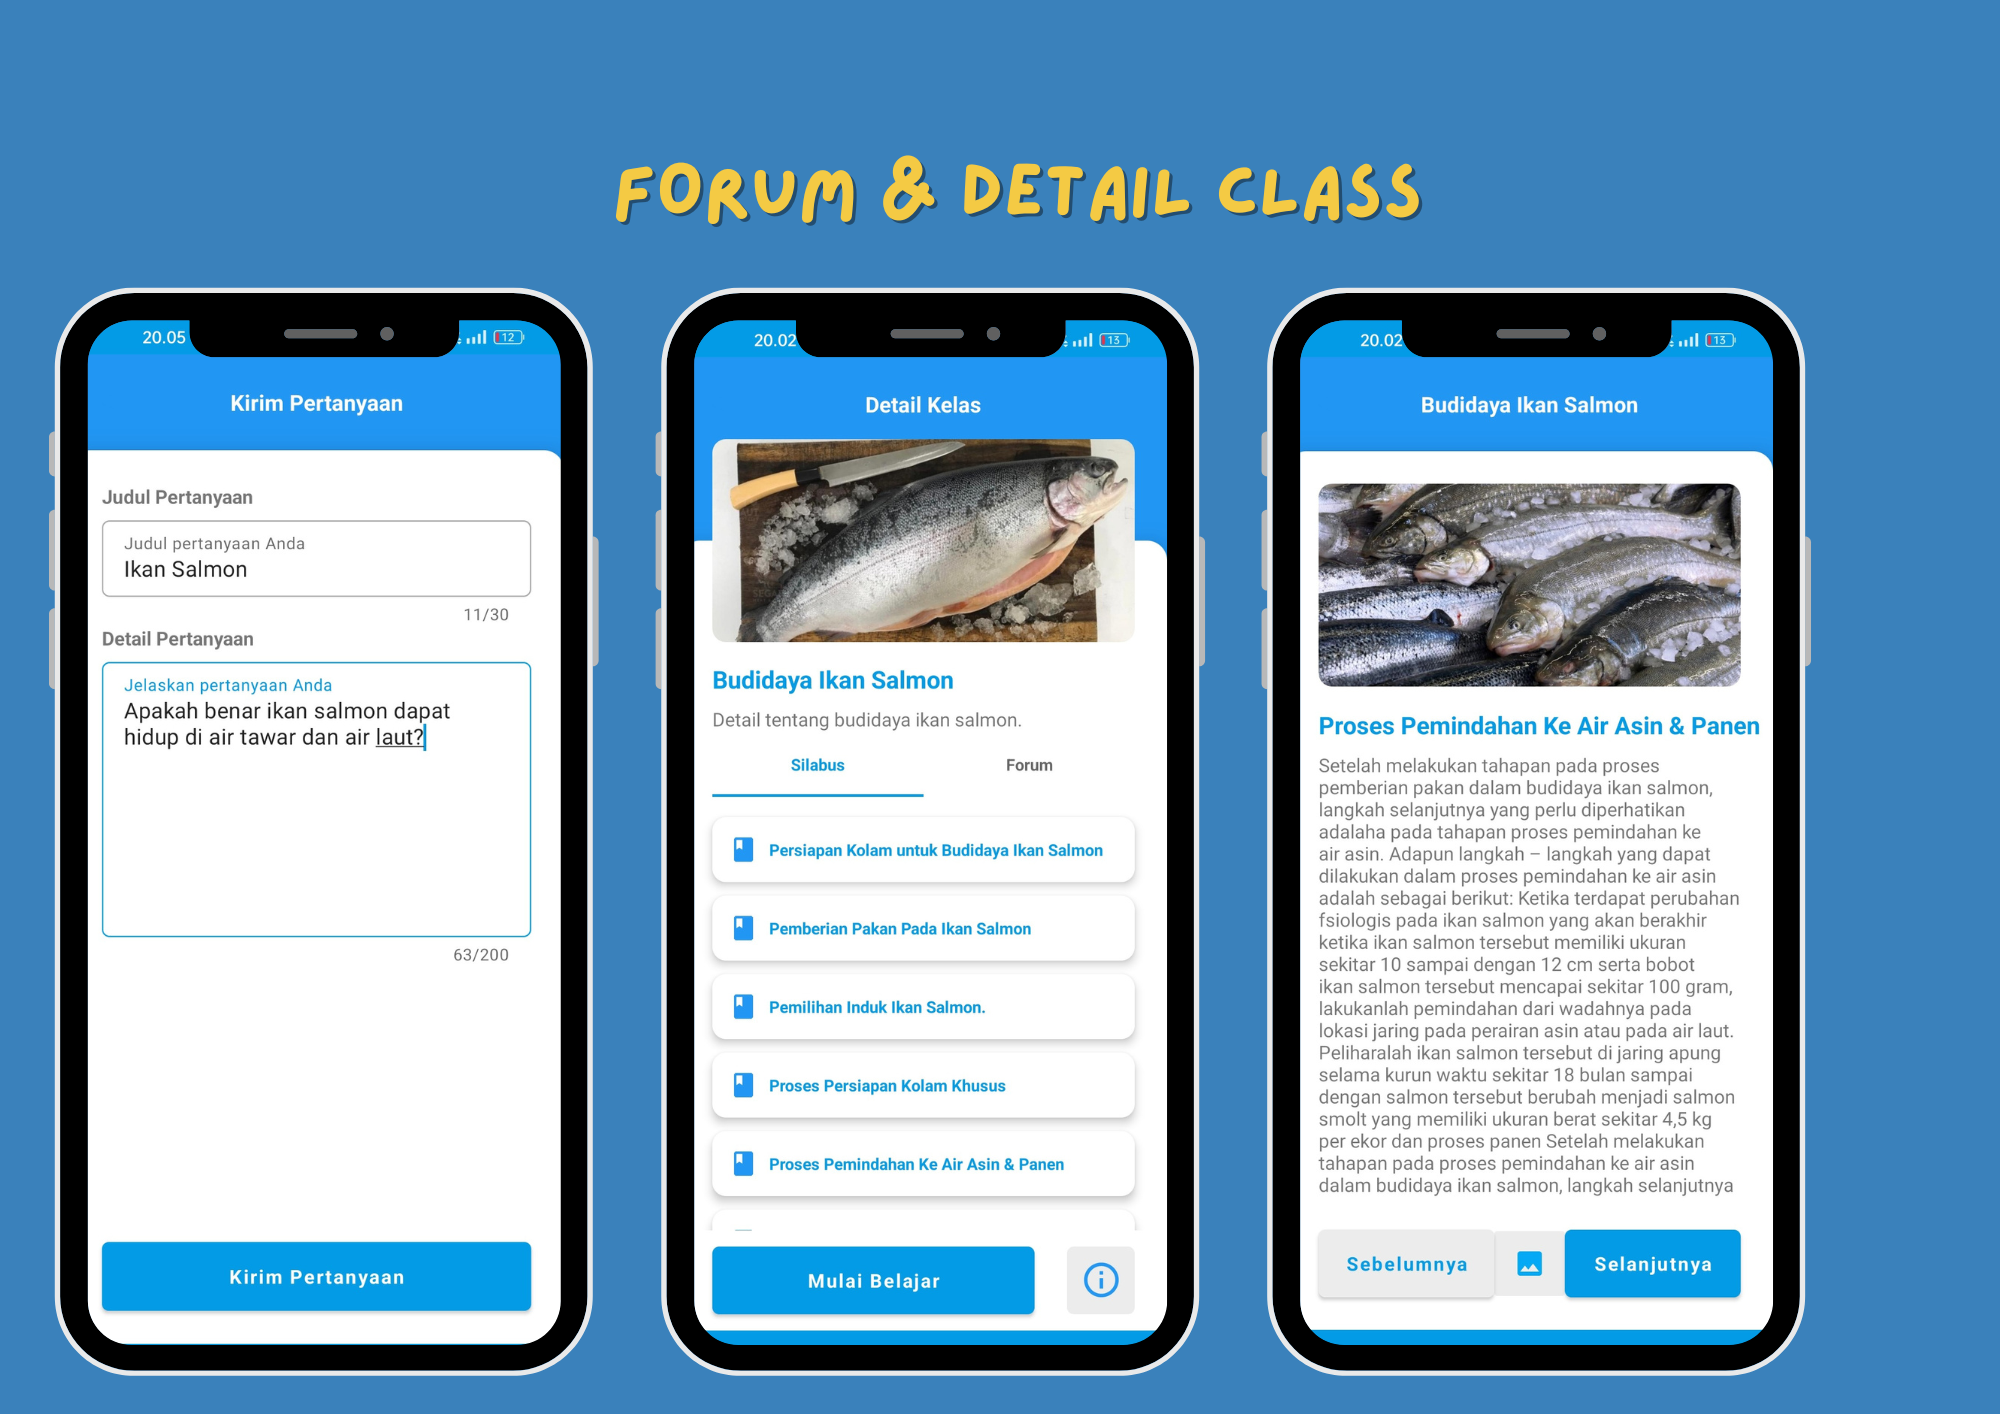 FORUM & DETAIL CLASS
20.05
12
Kirim Pertanyaan
Judul Pertanyaan
Judul pertanyaan Anda
Ikan Salmon
11/30
Detail Pertanyaan
Jelaskan pertanyaan Anda
Apakah benar ikan salmon dapat
hidup di air tawar dan air laut?
63/200
Kirim Pertanyaan
20.02
13
Detail Kelas
Budidaya Ikan Salmon
Detail tentang budidaya ikan salmon.
Silabus
Forum
Persiapan Kolam untuk Budidaya Ikan Salmon
Pemberian Pakan Pada Ikan Salmon
Pemilihan Induk Ikan Salmon.
Proses Persiapan Kolam Khusus
Proses Pemindahan Ke Air Asin & Panen
Mulai Belajar
20.02
13
Budidaya Ikan Salmon
Proses Pemindahan Ke Air Asin & Panen
Setelah melakukan tahapan pada proses
pemberian pakan dalam budidaya ikan salmon,
langkah selanjutnya yang perlu diperhatikan
adalaha pada tahapan proses pemindahan ke
air asin. Adapun langkah – langkah yang dapat
dilakukan dalam proses pemindahan ke air asin
adalah sebagai berikut: Ketika terdapat perubahan
fsiologis pada ikan salmon yang akan berakhir
ketika ikan salmon tersebut memiliki ukuran
sekitar 10 sampai dengan 12 cm serta bobot
ikan salmon tersebut mencapai sekitar 100 gram,
lakukanlah pemindahan dari wadahnya pada
lokasi jaring pada perairan asin atau pada air laut.
Peliharalah ikan salmon tersebut di jaring apung
selama kurun waktu sekitar 18 bulan sampai
dengan salmon tersebut berubah menjadi salmon
smolt yang memiliki ukuran berat sekitar 4,5 kg
per ekor dan proses panen Setelah melakukan
tahapan pada proses pemindahan ke air asin
dalam budidaya ikan salmon, langkah selanjutnya
Sebelumnya
Selanjutnya